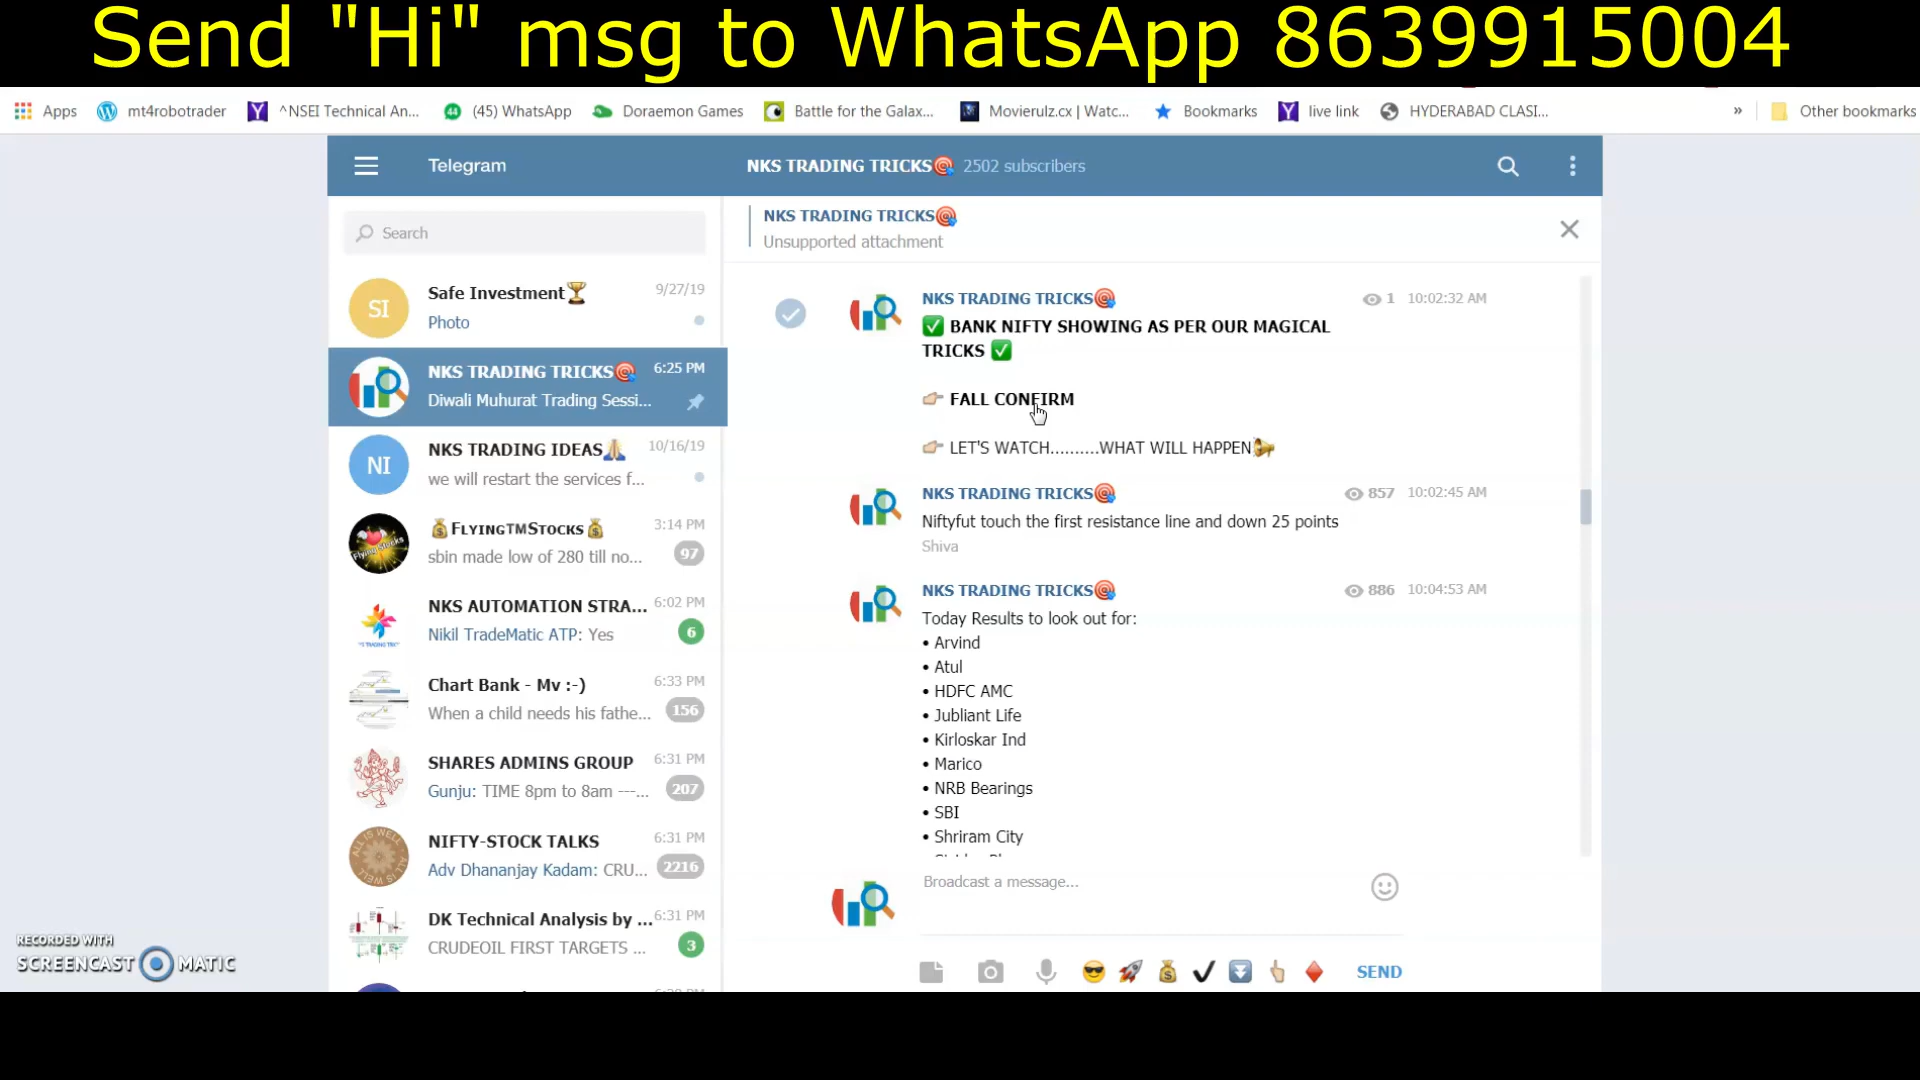 Send "Hi" msg to WhatsApp 8639915004
Apps mt4robotrader ^NSEI Technical An... (45) WhatsApp Doraemon Games Battle for the Galax... Movierulz.cx | Watc... Bookmarks live link HYDERABAD CLASI... » Other bookmarks
Telegram
NKS TRADING TRICKS🎯 2502 subscribers
Search
Safe Investment🏆 9/27/19
SI
Photo
NKS TRADING TRICKS🎯 6:25 PM
Diwali Muhurat Trading Sessi...
NKS TRADING IDEAS🙏 10/16/19
NI
we will restart the services f...
💰FLYINGTMSTOCKS💰 3:14 PM
Flying Stocks
sbin made low of 280 till no... 97
NKS AUTOMATION STRA... 6:02 PM
Nikil TradeMatic ATP: Yes 6
Chart Bank - Mv :-) 6:33 PM
When a child needs his fathe... 156
SHARES ADMINS GROUP 6:31 PM
Gunju: TIME 8pm to 8am ---... 207
NIFTY-STOCK TALKS 6:31 PM
ALL IS WELL
Adv Dhananjay Kadam: CRU... 2216
DK Technical Analysis by ... 6:31 PM
CRUDEOIL FIRST TARGETS ... 3
NKS TRADING TRICKS🎯
Unsupported attachment
NKS TRADING TRICKS🎯 1 10:02:32 AM
✅ BANK NIFTY SHOWING AS PER OUR MAGICAL
TRICKS ✅
👉 FALL CONFIRM
👉 LET'S WATCH..........WHAT WILL HAPPEN
NKS TRADING TRICKS🎯 857 10:02:45 AM
Niftyfut touch the first resistance line and down 25 points
Shiva
NKS TRADING TRICKS🎯 886 10:04:53 AM
Today Results to look out for:
• Arvind
• Atul
• HDFC AMC
• Jubliant Life
• Kirloskar Ind
• Marico
• NRB Bearings
• SBI
• Shriram City
Broadcast a message...
SEND
RECORDED WITH
SCREENCAST MATIC